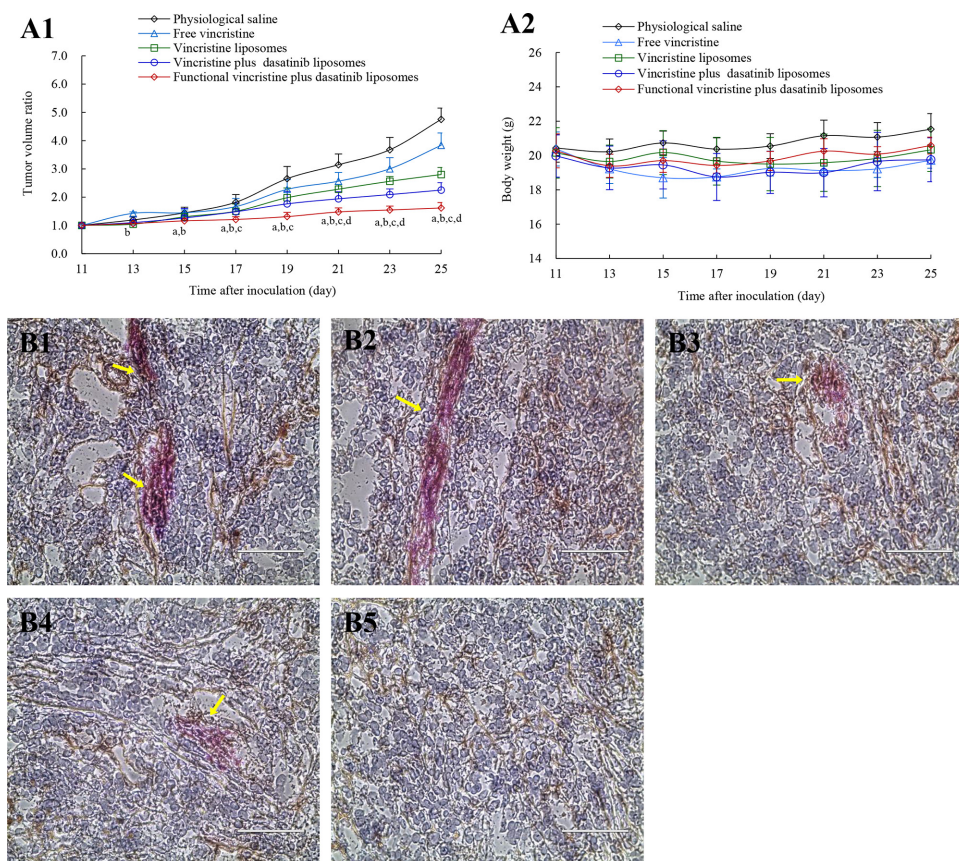 A1
Physiological saline
Free vincristine
Vincristine liposomes
Vincristine plus dasatinib liposomes
Functional vincristine plus dasatinib liposomes
7.0
6.0
5.0
4.0
3.0
2.0
1.0
0.0
Tumor volume ratio
b
a,b
a,b,c
a,b,c
a,b,c,d
a,b,c,d
a,b,c,d
11 13 15 17 19 21 23 25
Time after inoculation (day)
A2
Physiological saline
Free vincristine
Vincristine liposomes
Vincristine plus dasatinib liposomes
Functional vincristine plus dasatinib liposomes
26
24
22
20
18
16
14
Body weight (g)
11 13 15 17 19 21 23 25
Time after inoculation (day)
B1
B2
B3
B4
B5